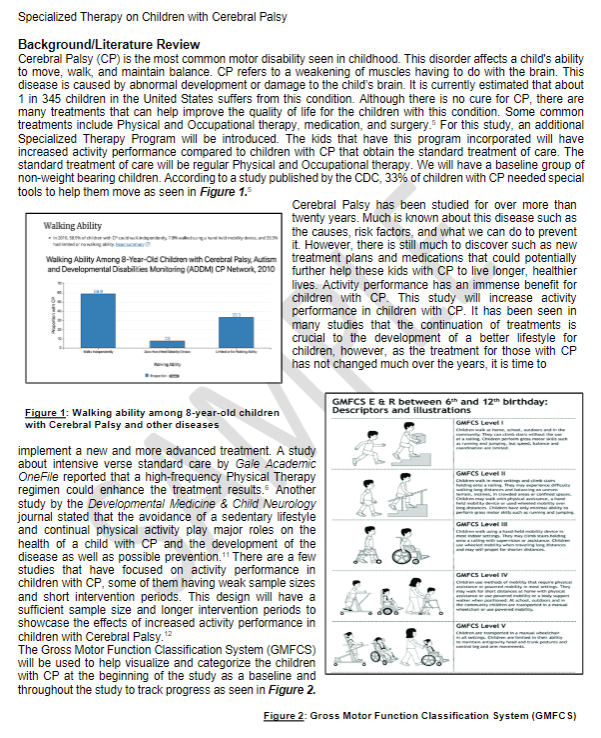 Specialized Therapy on Children with Cerebral Palsy
Background/Literature Review
Cerebral Palsy (CP) is the most common motor disability seen in childhood. This disorder affects a child's ability
to move, walk, and maintain balance. CP refers to a weakening of muscles having to do with the brain. This
disease is caused by abnormal development or damage to the child's brain. It is currently estimated that about
1 in 345 children in the United States suffers from this condition. Although there is no cure for CP, there are
many treatments that can help improve the quality of life for the children with this condition. Some common
treatments include Physical and Occupational therapy, medication, and surgery.⁵ For this study, an additional
Specialized Therapy Program will be introduced. The kids that have this program incorporated will have
increased activity performance compared to children with CP that obtain the standard treatment of care. The
standard treatment of care will be regular Physical and Occupational therapy. We will have a baseline group of
non-weight bearing children. According to a study published by the CDC, 33% of children with CP needed special
tools to help them move as seen in Figure 1.⁵
Cerebral Palsy has been studied for over more than
twenty years. Much is known about this disease such as
the causes, risk factors, and what we can do to prevent
it. However, there is still much to discover such as new
treatment plans and medications that could potentially
further help these kids with CP to live longer, healthier
lives. Activity performance has an immense benefit for
children with CP. This study will increase activity
performance in children with CP. It has been seen in
many studies that the continuation of treatments is
crucial to the development of a better lifestyle for
children, however, as the treatment for those with CP
has not changed much over the years, it is time to
Walking Ability
Walking Ability Among 8-Year-Old Children with Cerebral Palsy, Autism
and Developmental Disabilities Monitoring (ADDM) CP Network, 2010
Proportion with CP
Walking Ability
Figure 1: Walking ability among 8-year-old children
with Cerebral Palsy and other diseases
implement a new and more advanced treatment. A study
about intensive verse standard care by Gale Academic
OneFile reported that a high-frequency Physical Therapy
regimen could enhance the treatment results.⁶ Another
study by the Developmental Medicine & Child Neurology
journal stated that the avoidance of a sedentary lifestyle
and continual physical activity play major roles on the
health of a child with CP and the development of the
disease as well as possible prevention.¹¹ There are a few
studies that have focused on activity performance in
children with CP, some of them having weak sample sizes
and short intervention periods. This design will have a
sufficient sample size and longer intervention periods to
showcase the effects of increased activity performance in
children with Cerebral Palsy.¹²
The Gross Motor Function Classification System (GMFCS)
will be used to help visualize and categorize the children
with CP at the beginning of the study as a baseline and
throughout the study to track progress as seen in Figure 2.
GMFCS E & R between 6th and 12th birthday:
Descriptors and illustrations
GMFCS Level I
GMFCS Level II
GMFCS Level III
GMFCS Level IV
GMFCS Level V
Figure 2: Gross Motor Function Classification System (GMFCS)
SAMPLE